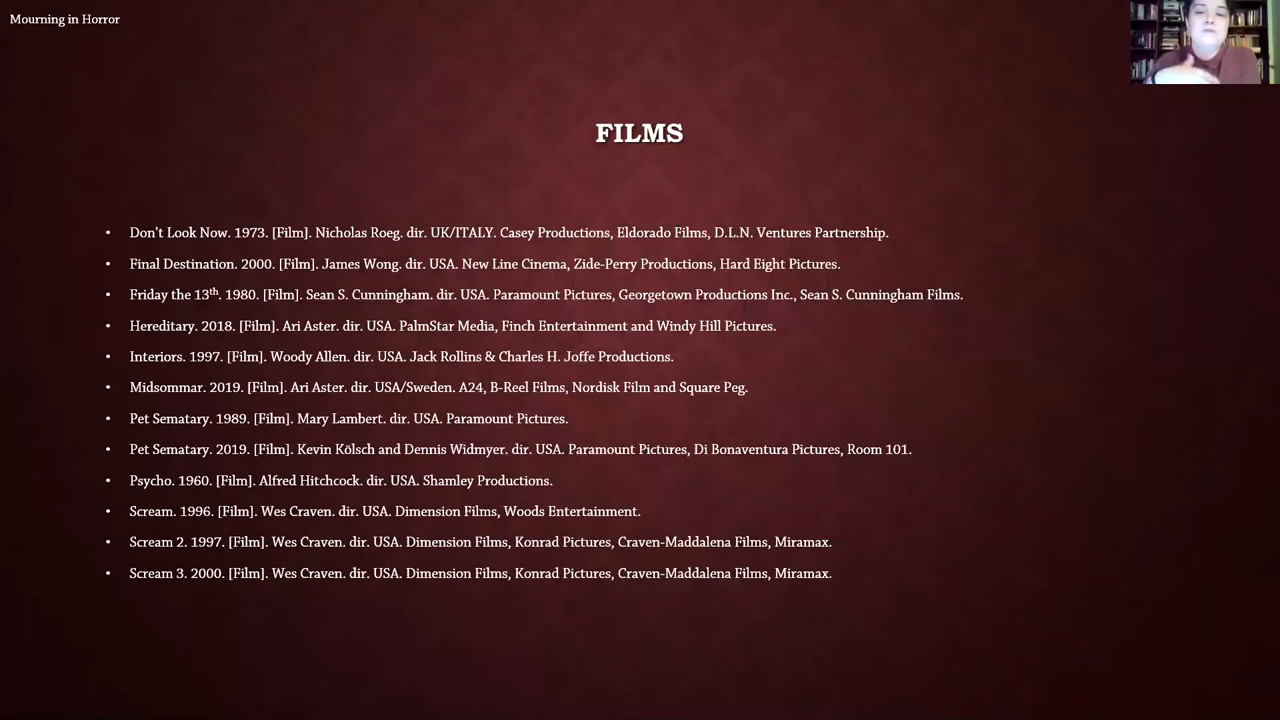 Mourning in Horror
FILMS
• Don't Look Now. 1973. [Film]. Nicholas Roeg. dir. UK/ITALY. Casey Productions, Eldorado Films, D.L.N. Ventures Partnership.
• Final Destination. 2000. [Film]. James Wong. dir. USA. New Line Cinema, Zide-Perry Productions, Hard Eight Pictures.
• Friday the 13th. 1980. [Film]. Sean S. Cunningham. dir. USA. Paramount Pictures, Georgetown Productions Inc., Sean S. Cunningham Films.
• Hereditary. 2018. [Film]. Ari Aster. dir. USA. PalmStar Media, Finch Entertainment and Windy Hill Pictures.
• Interiors. 1997. [Film]. Woody Allen. dir. USA. Jack Rollins & Charles H. Joffe Productions.
• Midsommar. 2019. [Film]. Ari Aster. dir. USA/Sweden. A24, B-Reel Films, Nordisk Film and Square Peg.
• Pet Sematary. 1989. [Film]. Mary Lambert. dir. USA. Paramount Pictures.
• Pet Sematary. 2019. [Film]. Kevin Kölsch and Dennis Widmyer. dir. USA. Paramount Pictures, Di Bonaventura Pictures, Room 101.
• Psycho. 1960. [Film]. Alfred Hitchcock. dir. USA. Shamley Productions.
• Scream. 1996. [Film]. Wes Craven. dir. USA. Dimension Films, Woods Entertainment.
• Scream 2. 1997. [Film]. Wes Craven. dir. USA. Dimension Films, Konrad Pictures, Craven-Maddalena Films, Miramax.
• Scream 3. 2000. [Film]. Wes Craven. dir. USA. Dimension Films, Konrad Pictures, Craven-Maddalena Films, Miramax.